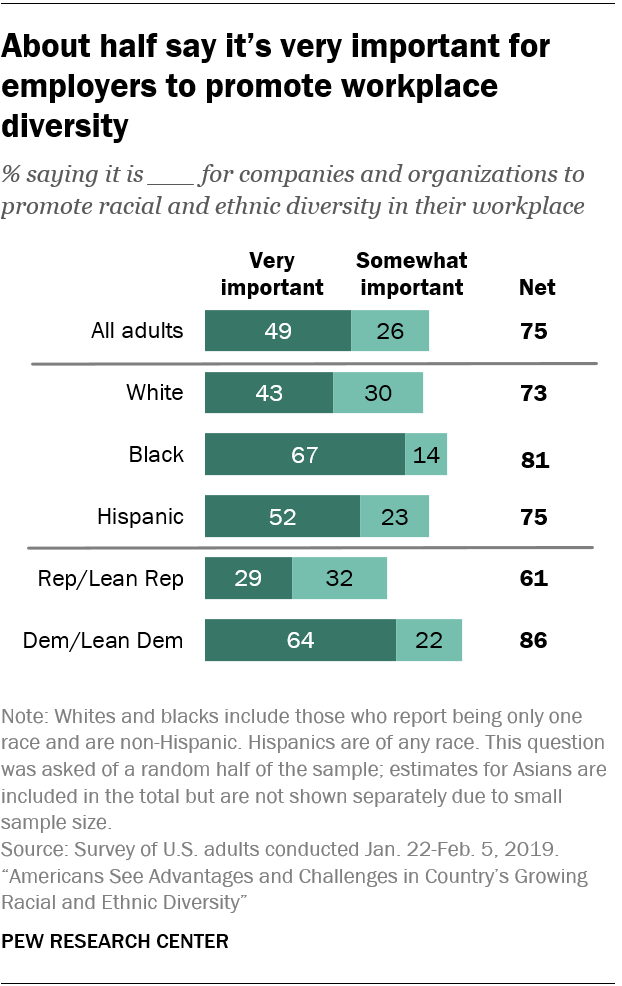 About half say it's very important for
employers to promote workplace
diversity
% saying it is ___ for companies and organizations to
promote racial and ethnic diversity in their workplace
Very important Somewhat important Net
All adults 49 26 75
White 43 30 73
Black 67 14 81
Hispanic 52 23 75
Rep/Lean Rep 29 32 61
Dem/Lean Dem 64 22 86
Note: Whites and blacks include those who report being only one
race and are non-Hispanic. Hispanics are of any race. This question
was asked of a random half of the sample; estimates for Asians are
included in the total but are not shown separately due to small
sample size.
Source: Survey of U.S. adults conducted Jan. 22-Feb. 5, 2019.
“Americans See Advantages and Challenges in Country's Growing
Racial and Ethnic Diversity”
PEW RESEARCH CENTER